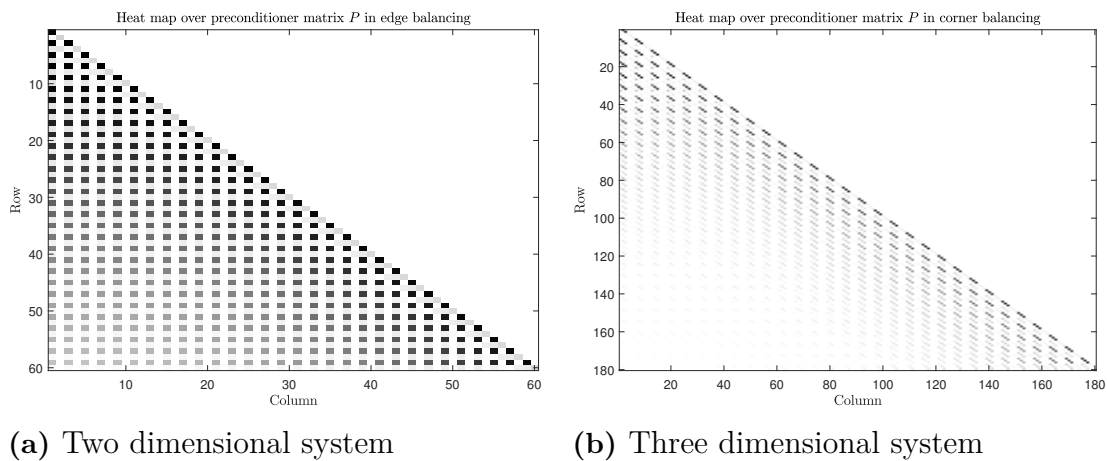 Heat map over preconditioner matrix P in edge balancing
10
20
30
40
50
60
Row
10 20 30 40 50 60
Column
(a) Two dimensional system
Heat map over preconditioner matrix P in corner balancing
20
40
60
80
100
120
140
160
180
Row
20 40 60 80 100 120 140 160 180
Column
(b) Three dimensional system